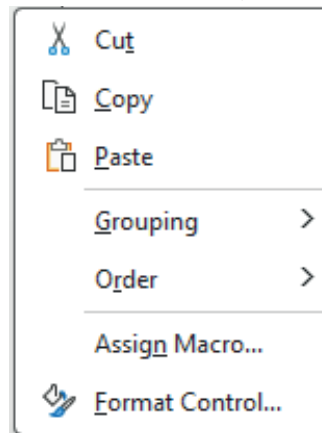 Cut
Copy
Paste
Grouping
Order
Assign Macro...
Format Control...